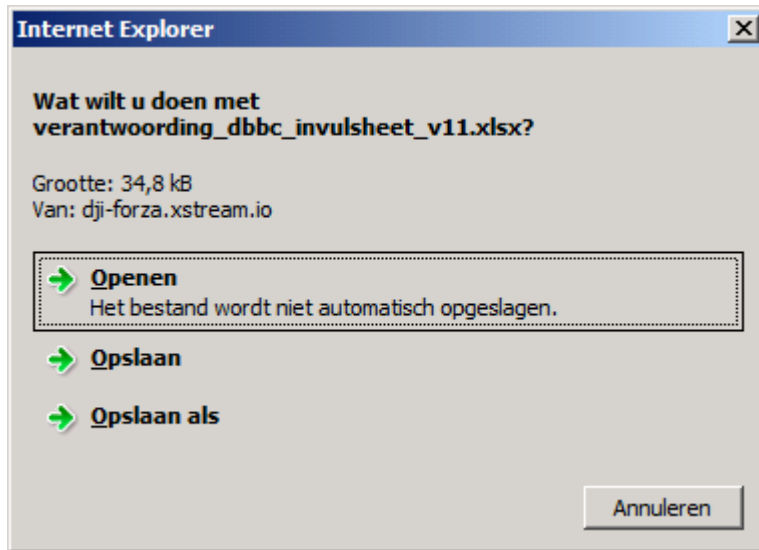 Internet Explorer
Wat wilt u doen met
verantwoording_dbbc_invulsheet_v11.xlsx?
Grootte: 34,8 kB
Van: dji-forza.xstream.io
Openen
Het bestand wordt niet automatisch opgeslagen.
Opslaan
Opslaan als
Annuleren